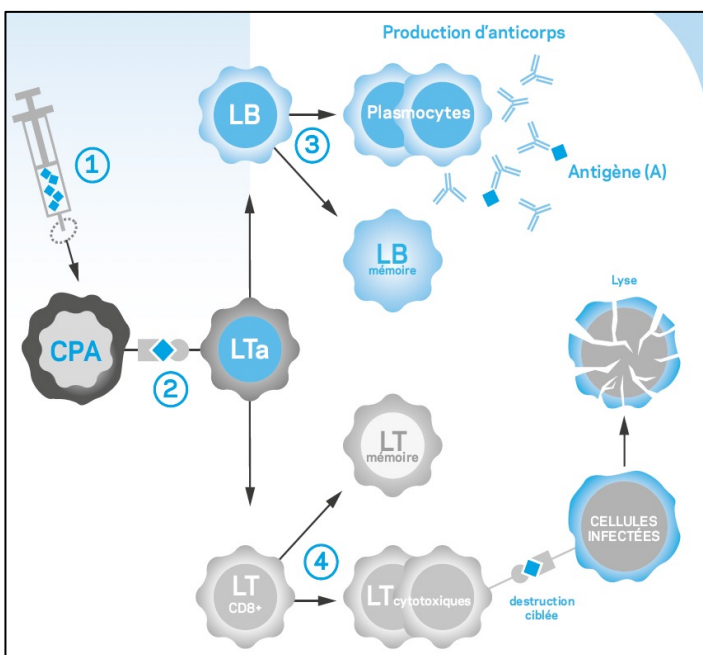 Production d'anticorps
1
LB
3
Plasmocytes
Antigène (A)
LB
mémoire
Lyse
CPA
2
LTa
LT
mémoire
CELLULES
INFECTÉES
4
LT
CD8+
LT cytotoxiques
destruction
ciblée